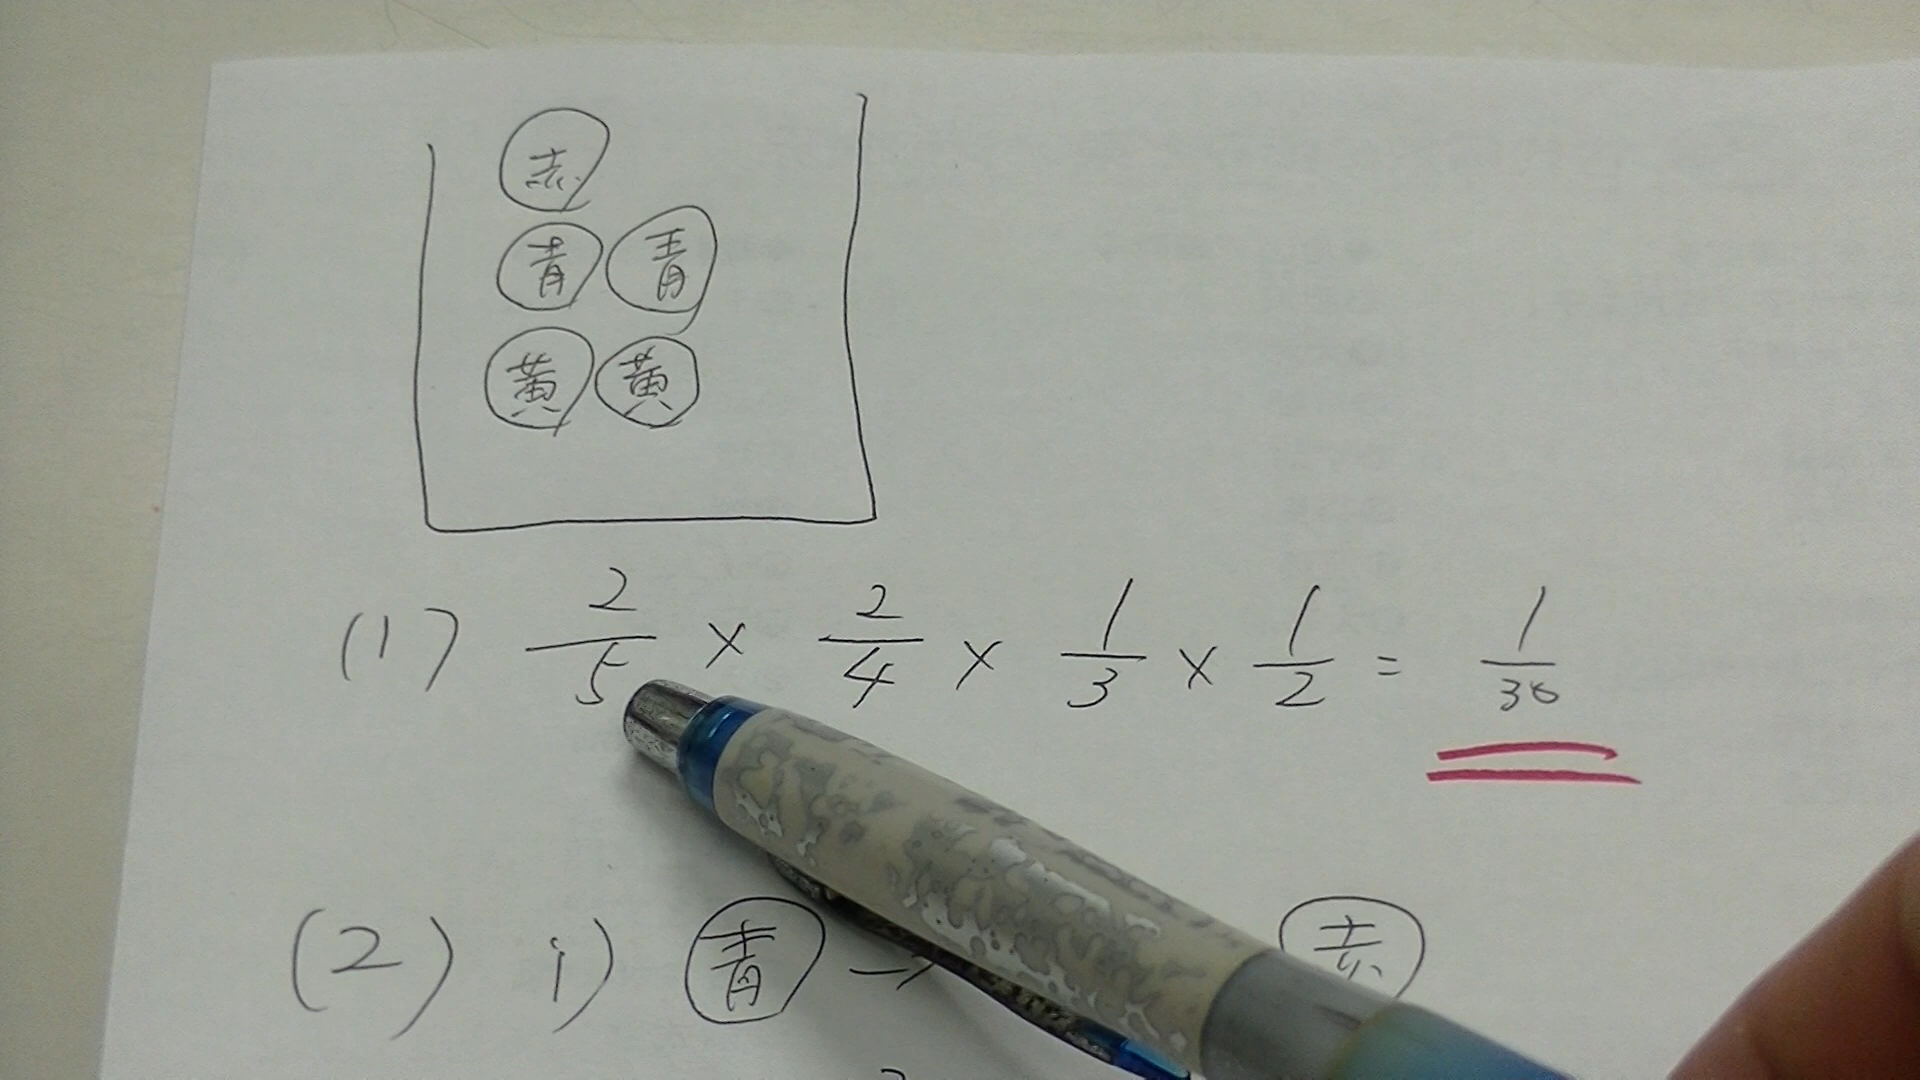 赤
青 青
黄 黄
(1) 2/5 × 2/4 × 1/3 × 1/2 = 1/30
(2) i) 青 → 赤